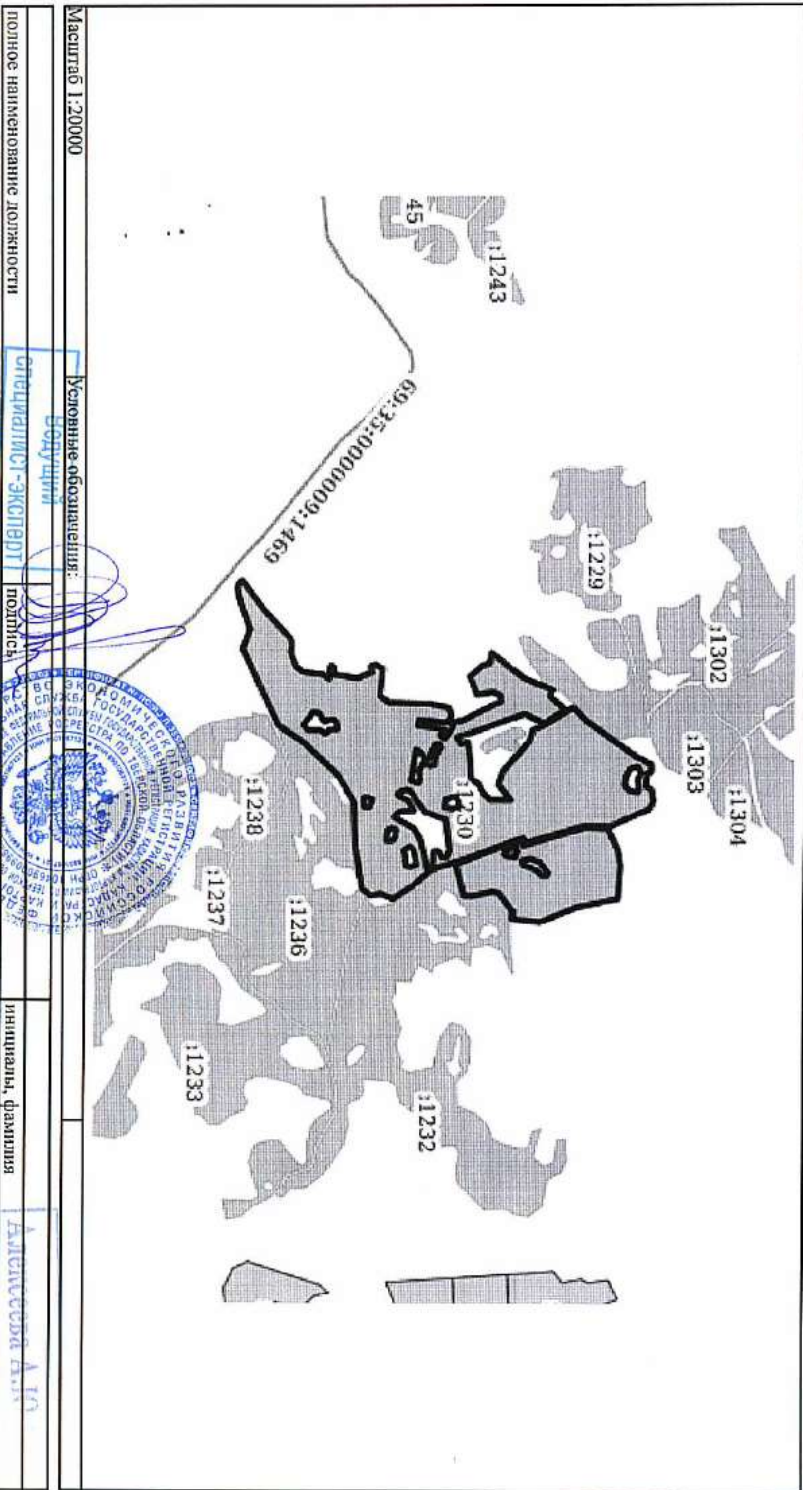 :1302
:1304
:1303
:1243
:1229
45
:1232
:1230
69:35:0000009:1469
:1236
:1238
:1237
:1233
Масштаб 1:20000
Условные обозначения:
Ведущий
специалист-эксперт
полное наименование должности
подпись
инициалы, фамилия
Алексеева А.Ю